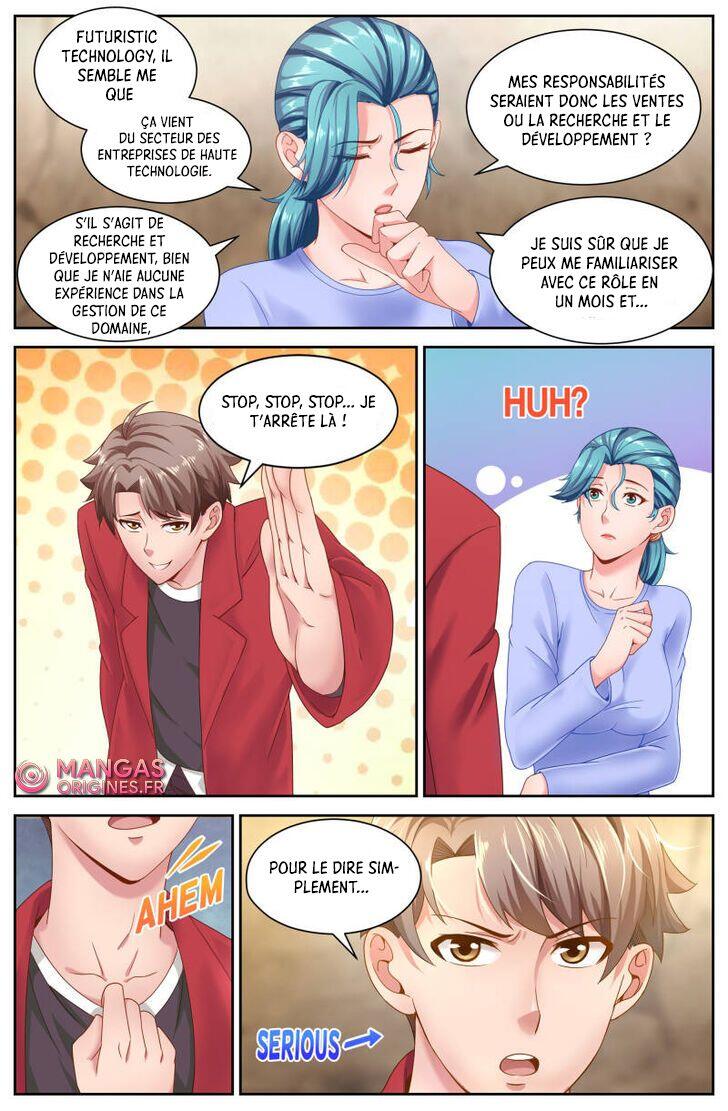 FUTURISTIC
TECHNOLOGY, IL
SEMBLE ME
QUE
ÇA VIENT
DU SECTEUR DES
ENTREPRISES DE HAUTE
TECHNOLOGIE.
MES RESPONSABILITÉS
SERAIENT DONC LES VENTES
OU LA RECHERCHE ET LE
DÉVELOPPEMENT ?
S'IL S'AGIT DE
RECHERCHE ET
DÉVELOPPEMENT, BIEN
QUE JE N'AIE AUCUNE
EXPÉRIENCE DANS LA
GESTION DE CE
DOMAINE,
JE SUIS SÛR QUE JE
PEUX ME FAMILIARISER
AVEC CE RÔLE EN
UN MOIS ET...
STOP, STOP, STOP... JE
T'ARRÊTE LÀ !
HUH?
MANGAS
ORIGINES.FR
AHEM
POUR LE DIRE SIM-
PLEMENT...
SERIOUS